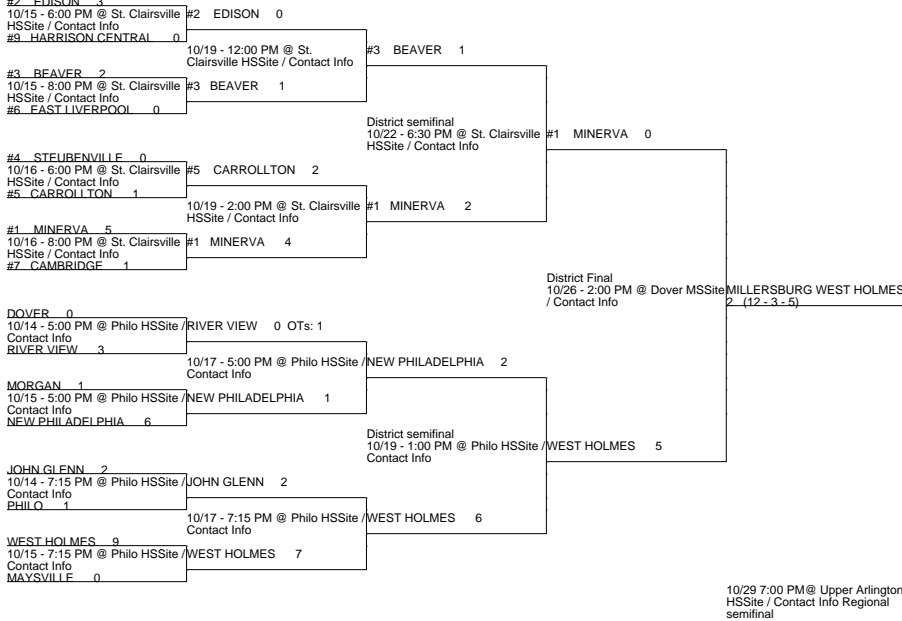 #2 EDISON 3
10/15 - 6:00 PM @ St. Clairsville
HSSite / Contact Info
#9 HARRISON CENTRAL 0
#2 EDISON 0
10/19 - 12:00 PM @ St.
Clairsville HSSite / Contact Info
#3 BEAVER 1
#3 BEAVER 2
10/15 - 8:00 PM @ St. Clairsville
HSSite / Contact Info
#6 EAST LIVERPOOL 0
#3 BEAVER 1
District semifinal
10/22 - 6:30 PM @ St. Clairsville
HSSite / Contact Info
#1 MINERVA 0
#4 STEUBENVILLE 0
10/16 - 6:00 PM @ St. Clairsville
HSSite / Contact Info
#5 CARROLLTON 1
#5 CARROLLTON 2
10/19 - 2:00 PM @ St. Clairsville
HSSite / Contact Info
#1 MINERVA 2
#1 MINERVA 5
10/16 - 8:00 PM @ St. Clairsville
HSSite / Contact Info
#7 CAMBRIDGE 1
#1 MINERVA 4
District Final
10/26 - 2:00 PM @ Dover MSSite
/ Contact Info
MILLERSBURG WEST HOLMES
2 (12 - 3 - 5)
DOVER 0
10/14 - 5:00 PM @ Philo HSSite /
Contact Info
RIVER VIEW 3
RIVER VIEW 0 OTs: 1
10/17 - 5:00 PM @ Philo HSSite /
Contact Info
NEW PHILADELPHIA 2
MORGAN 1
10/15 - 5:00 PM @ Philo HSSite /
Contact Info
NEW PHILADELPHIA 6
NEW PHILADELPHIA 1
District semifinal
10/19 - 1:00 PM @ Philo HSSite /
Contact Info
WEST HOLMES 5
JOHN GLENN 2
10/14 - 7:15 PM @ Philo HSSite /
Contact Info
PHILO 1
JOHN GLENN 2
10/17 - 7:15 PM @ Philo HSSite /
Contact Info
WEST HOLMES 6
WEST HOLMES 9
10/15 - 7:15 PM @ Philo HSSite /
Contact Info
MAYSVILLE 0
WEST HOLMES 7
10/29 7:00 PM@ Upper Arlington
HSSite / Contact Info Regional
semifinal